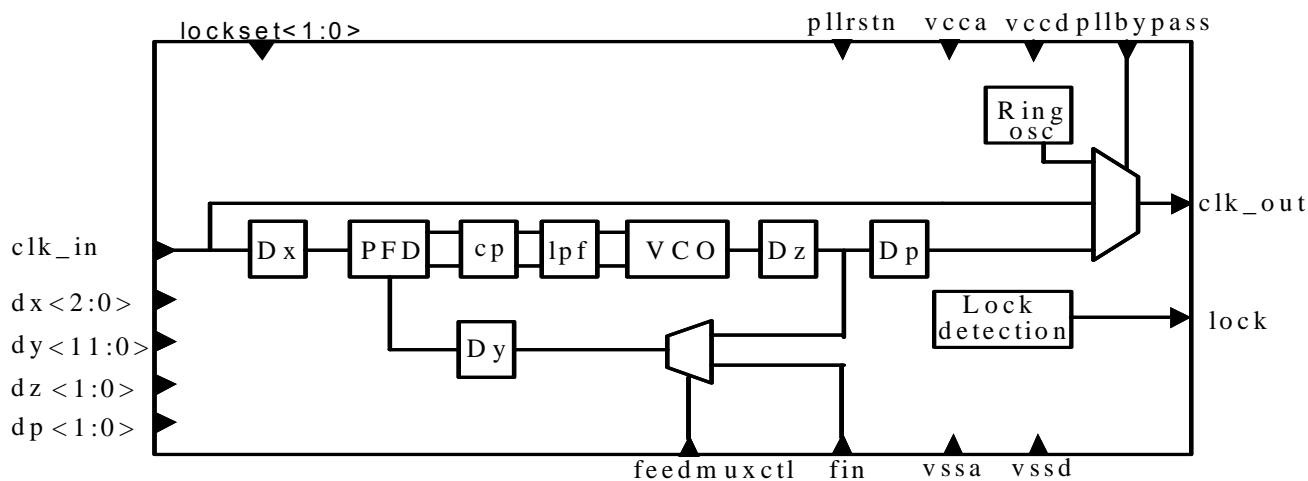 lockset<1:0>
pllrstn
vcca
vccd
pllbypass
Ring
osc
clk_out
clk_in
Dx
PFD
cp
lpf
VCO
Dz
Dp
dx<2:0>
Lock
detection
lock
dy<11:0>
Dy
dz<1:0>
dp<1:0>
feedmuxctl
fin
vssa
vssd